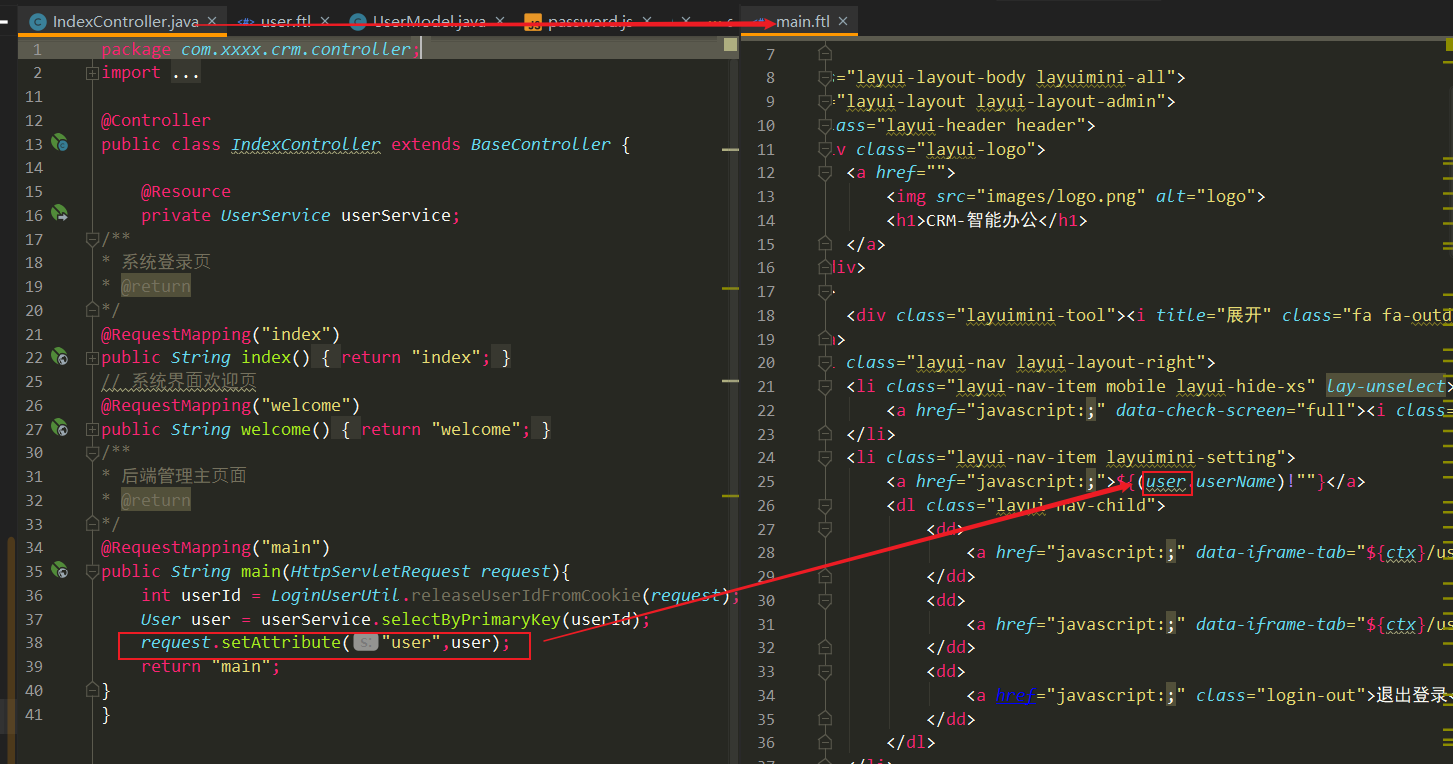 IndexController.java × user.ftl × UserModel.java × password.js ×
1 package com.xxxx.crm.controller;
2 import ...
11
12 @Controller
13 public class IndexController extends BaseController {
14
15 @Resource
16 private UserService userService;
17 /**
18 * 系统登录页
19 * @return
20 */
21 @RequestMapping("index")
22 public String index() { return "index"; }
25 // 系统界面欢迎页
26 @RequestMapping("welcome")
27 public String welcome() { return "welcome"; }
30 /**
31 * 后端管理主页面
32 * @return
33 */
34 @RequestMapping("main")
35 public String main(HttpServletRequest request){
36 int userId = LoginUserUtil.releaseUserIdFromCookie(request);
37 User user = userService.selectByPrimaryKey(userId);
38 request.setAttribute( s: "user",user);
39 return "main";
40 }
41 }
main.ftl ×
7
8 ="layui-layout-body layuimini-all">
9 ="layui-layout layui-layout-admin">
10 ass="layui-header header">
11 v class="layui-logo">
12 <a href="">
13 <img src="images/logo.png" alt="logo">
14 <h1>CRM-智能办公</h1>
15 </a>
16 div>
17
18 <div class="layuimini-tool"><i title="展开" class="fa fa-outd
19 >
20 class="layui-nav layui-layout-right">
21 <li class="layui-nav-item mobile layui-hide-xs" lay-unselect>
22 <a href="javascript:;" data-check-screen="full"><i class=
23 </li>
24 <li class="layui-nav-item layuimini-setting">
25 <a href="javascript:;">${(user.userName)!""}</a>
26 <dl class="layui-nav-child">
27 <dd>
28 <a href="javascript:;" data-iframe-tab="${ctx}/us
29 </dd>
30 <dd>
31 <a href="javascript:;" data-iframe-tab="${ctx}/us
32 </dd>
33 <dd>
34 <a href="javascript:;" class="login-out">退出登录<
35 </dd>
36 </dl>
37 </li>